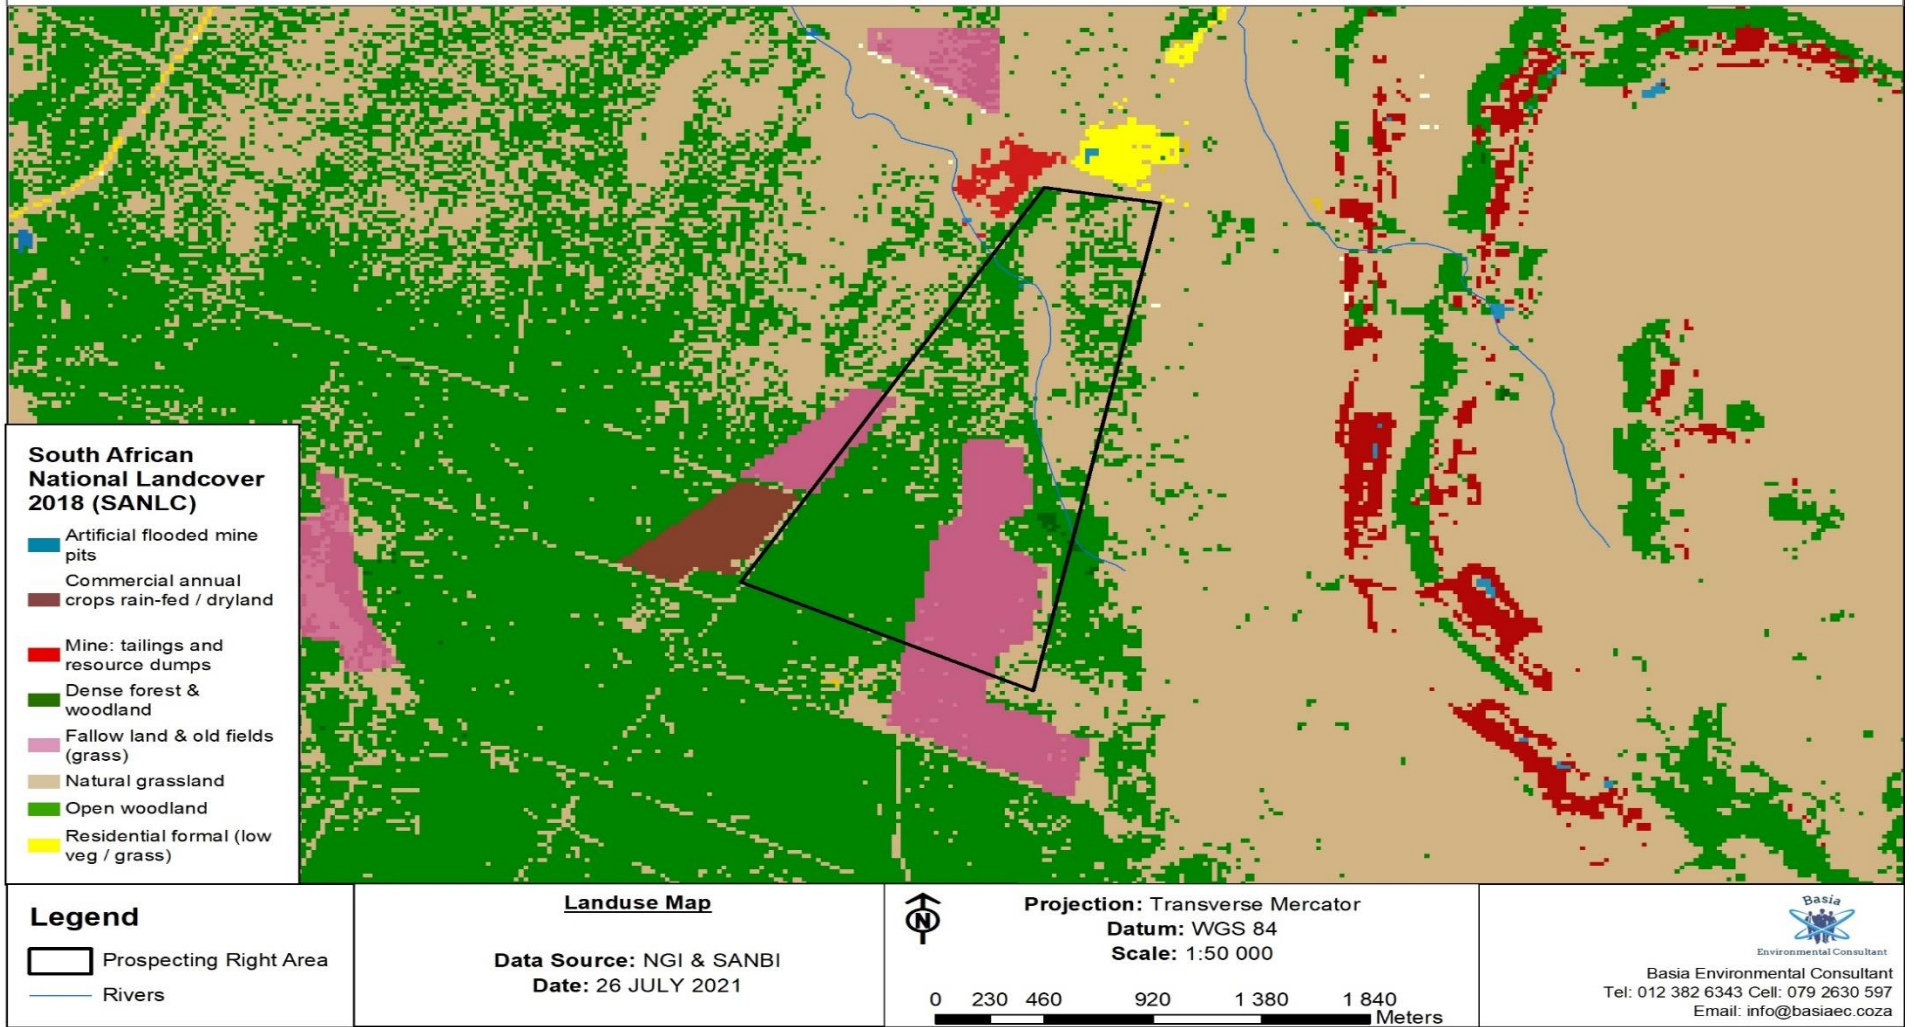 South African
National Landcover
2018 (SANLC)
Artificial flooded mine
pits
Commercial annual
crops rain-fed / dryland
Mine: tailings and
resource dumps
Dense forest &
woodland
Fallow land & old fields
(grass)
Natural grassland
Open woodland
Residential formal (low
veg / grass)
Legend
Prospecting Right Area
Rivers
Landuse Map
Data Source: NGI & SANBI
Date: 26 JULY 2021
N
Projection: Transverse Mercator
Datum: WGS 84
Scale: 1:50 000
0 230 460 920 1 380 1 840
Meters
Basia
Environmental Consultant
Basia Environmental Consultant
Tel: 012 382 6343 Cell: 079 2630 597
Email: info@basiaec.coza